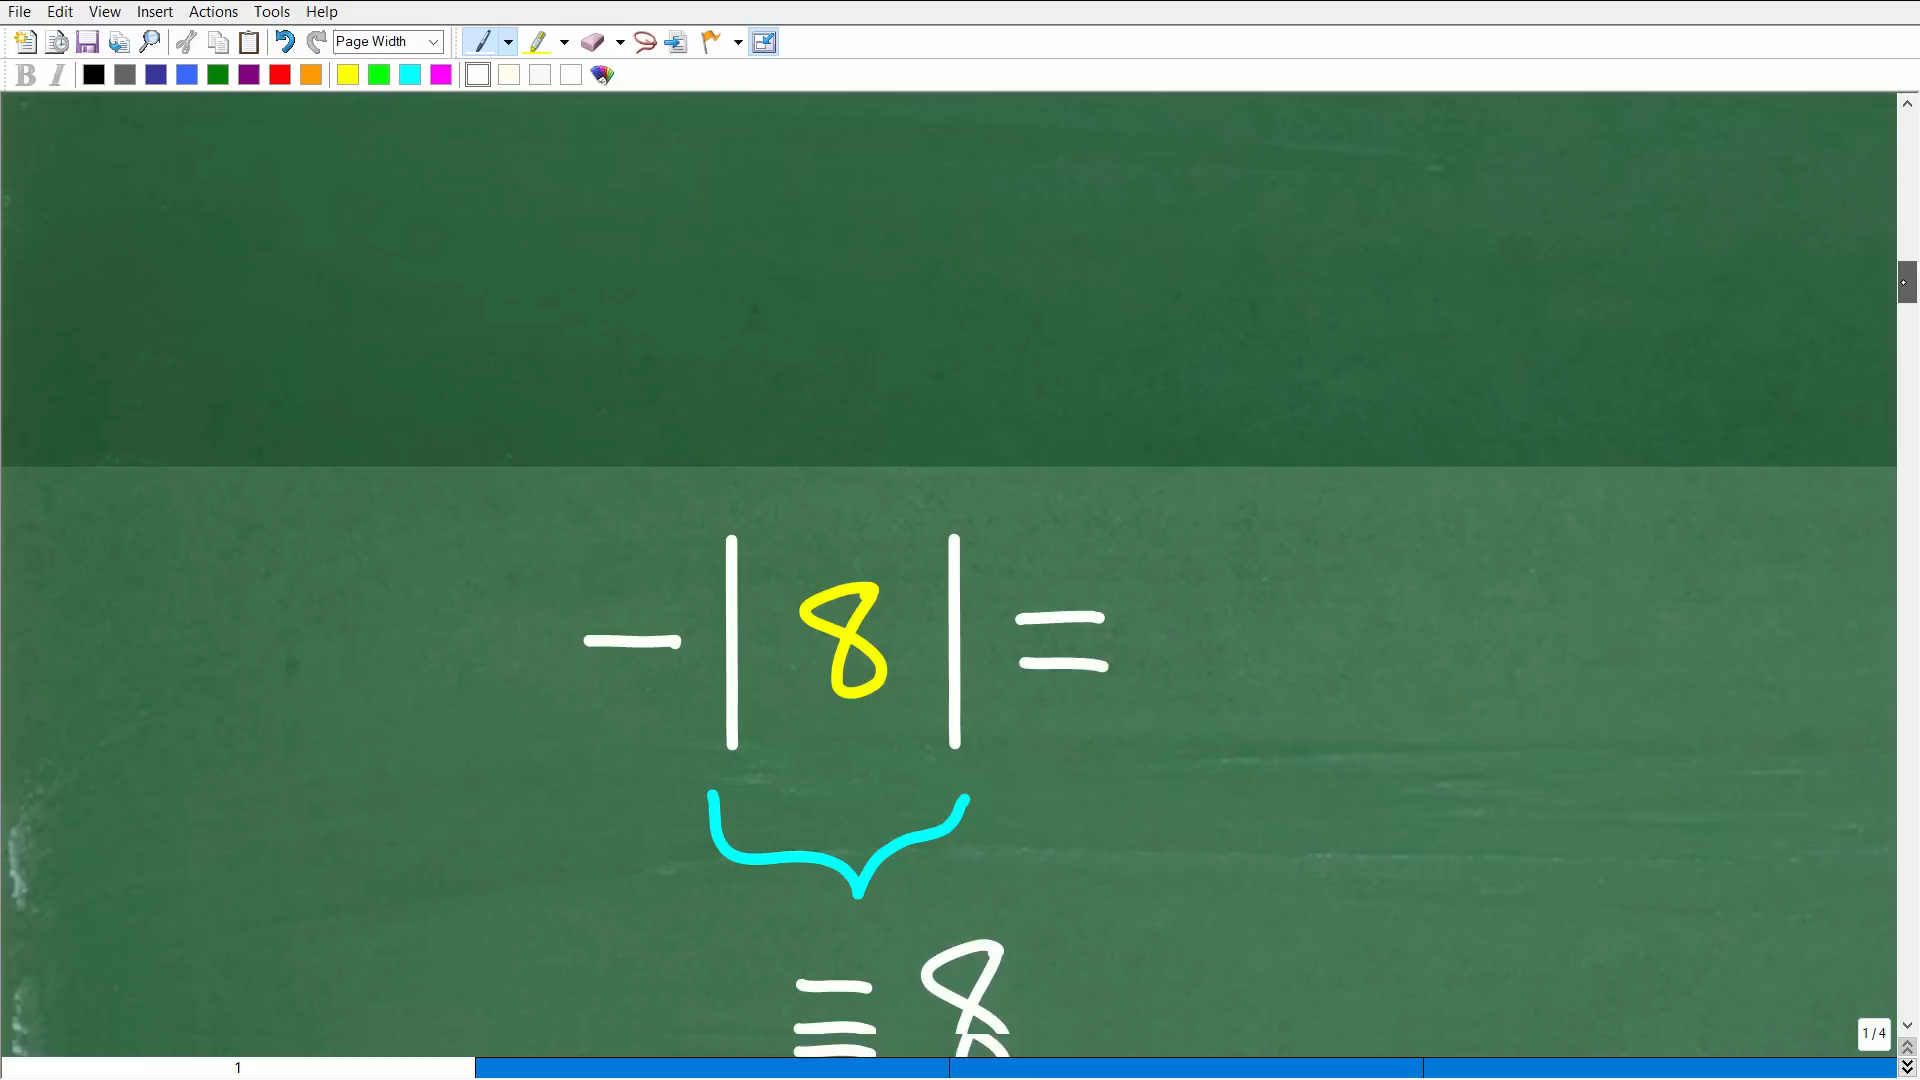 File Edit View Insert Actions Tools Help
Page Width
B I
- | 8 | =
= 8
1 / 4
1